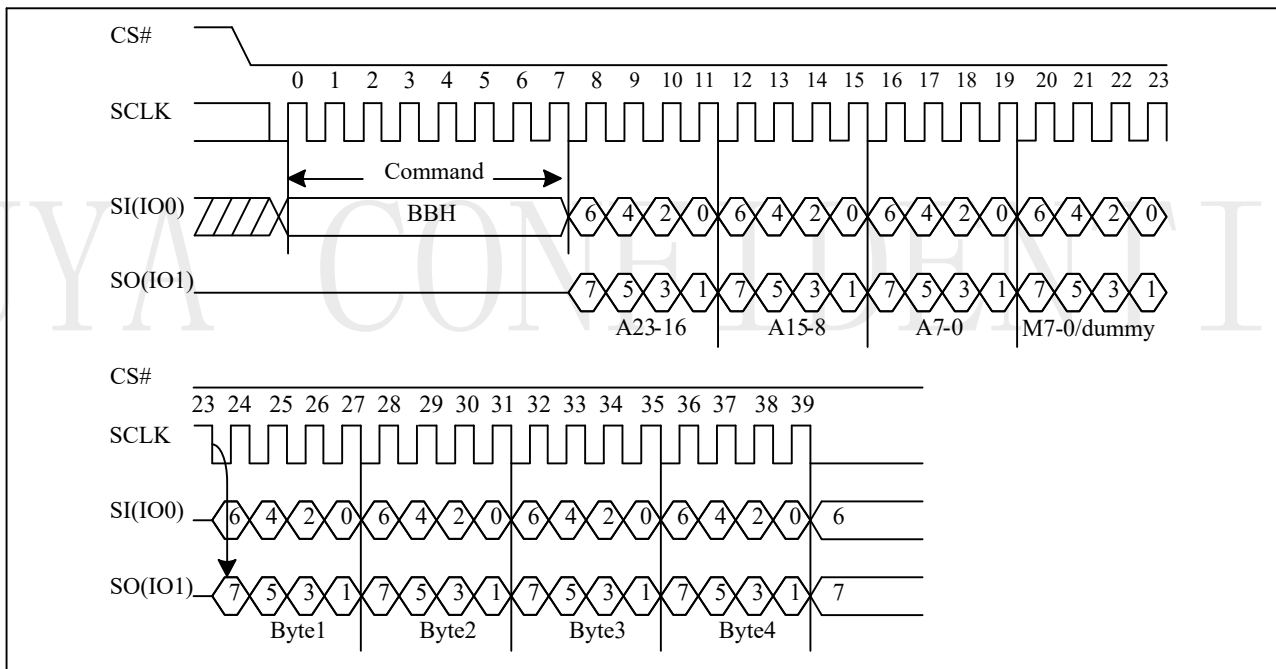 CS#
0 1 2 3 4 5 6 7 8 9 10 11 12 13 14 15 16 17 18 19 20 21 22 23
SCLK
Command
SI(IO0) BBH 6 4 2 0 6 4 2 0 6 4 2 0 6 4 2 0
UYA CONFIDENTI
SO(IO1) 7 5 3 1 7 5 3 1 7 5 3 1 7 5 3 1
A23-16 A15-8 A7-0 M7-0/dummy
CS#
23 24 25 26 27 28 29 30 31 32 33 34 35 36 37 38 39
SCLK
SI(IO0) 6 4 2 0 6 4 2 0 6 4 2 0 6 4 2 0 6
SO(IO1) 7 5 3 1 7 5 3 1 7 5 3 1 7 5 3 1 7
Byte1 Byte2 Byte3 Byte4